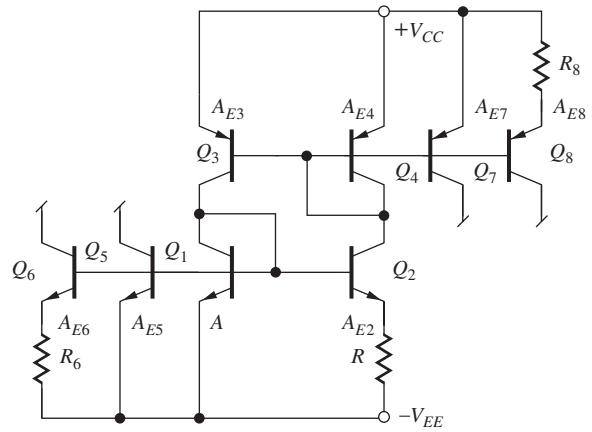 +V_CC
R_8
A_E3
A_E4
A_E7
A_E8
Q_3
Q_4
Q_7
Q_8
Q_6
Q_5
Q_1
Q_2
A_E6
A_E5
A
A_E2
R_6
R
−V_EE